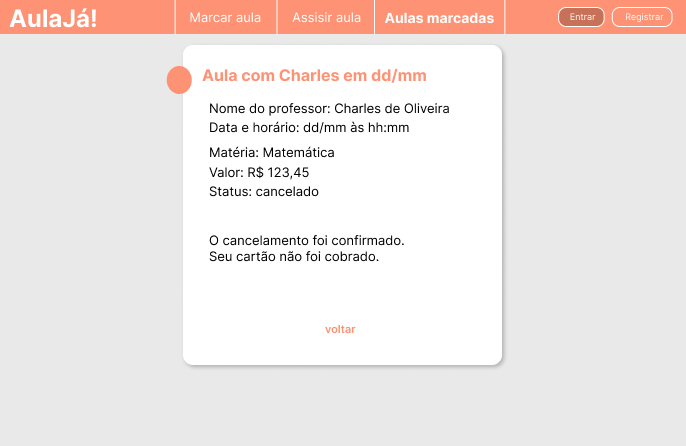 AulaJá!
Marcar aula
Assisir aula
Aulas marcadas
Entrar
Registrar
Aula com Charles em dd/mm
Nome do professor: Charles de Oliveira
Data e horário: dd/mm às hh:mm
Matéria: Matemática
Valor: R$ 123,45
Status: cancelado
O cancelamento foi confirmado.
Seu cartão não foi cobrado.
voltar